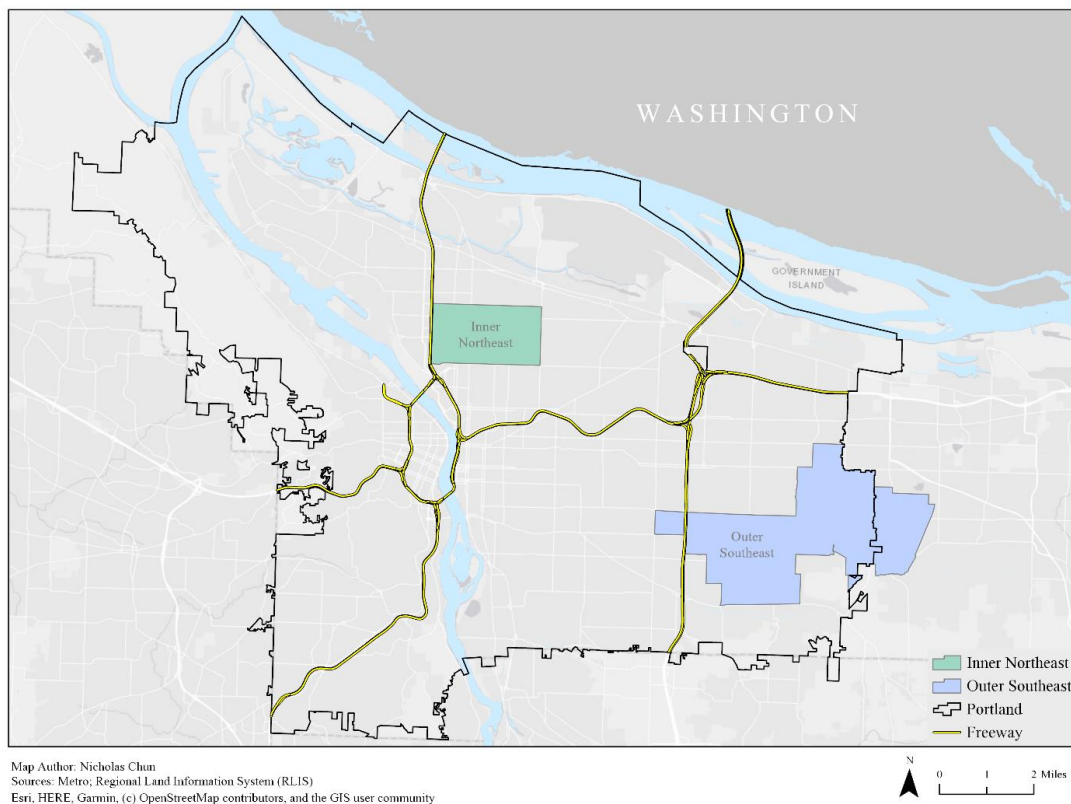 WASHINGTON
GOVERNMENT
ISLAND
Inner
Northeast
Outer
Southeast
Inner Northeast
Outer Southeast
Portland
Freeway
Map Author: Nicholas Chun
Sources: Metro; Regional Land Information System (RLIS)
Esri, HERE, Garmin, (c) OpenStreetMap contributors, and the GIS user community
N
0 1 2 Miles